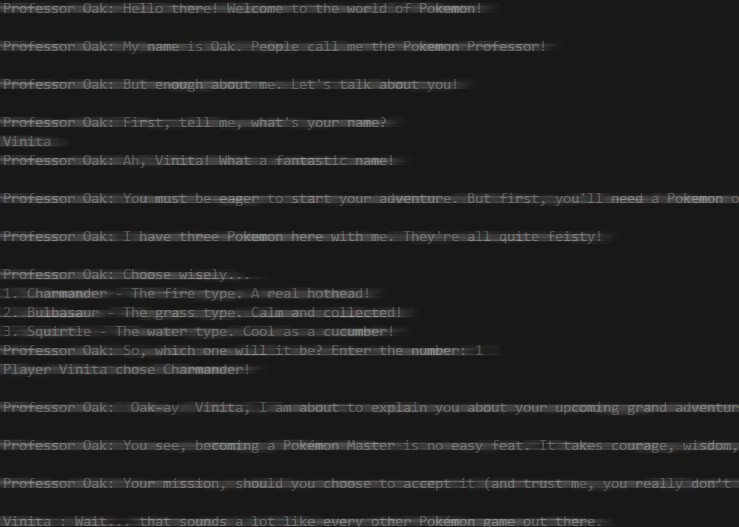 Professor Oak: Hello there! Welcome to the world of Pokemon!
Professor Oak: My name is Oak. People call me the Pokemon Professor!
Professor Oak: But enough about me. Let's talk about you!
Professor Oak: First, tell me, what's your name?
Vinita
Professor Oak: Ah, Vinita! What a fantastic name!
Professor Oak: You must be eager to start your adventure. But first, you'll need a Pokemon o
Professor Oak: I have three Pokemon here with me. They're all quite feisty!
Professor Oak: Choose wisely...
1. Charmander - The fire type. A real hothead!
2. Bulbasaur - The grass type. Calm and collected!
3. Squirtle - The water type. Cool as a cucumber!
Professor Oak: So, which one will it be? Enter the number: 1
Player Vinita chose Charmander!
Professor Oak:  Oak-ay  Vinita, I am about to explain you about your upcoming grand adventur
Professor Oak: You see, becoming a Pokémon Master is no easy feat. It takes courage, wisdom,
Professor Oak: Your mission, should you choose to accept it (and trust me, you really don't
Vinita : Wait... that sounds a lot like every other Pokémon game out there.